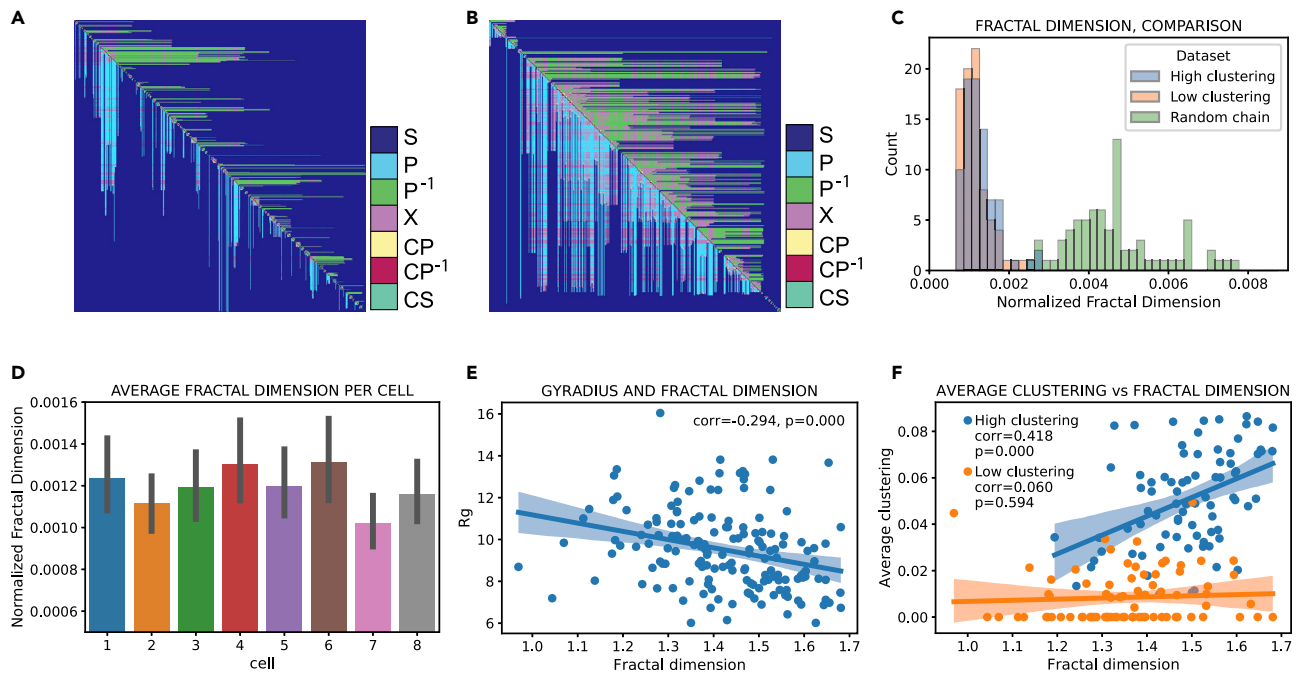 A
S
P
P⁻¹
X
CP
CP⁻¹
CS
B
S
P
P⁻¹
X
CP
CP⁻¹
CS
C
FRACTAL DIMENSION, COMPARISON
Dataset
High clustering
Low clustering
Random chain
Count
20
15
10
5
0
0.000 0.002 0.004 0.006 0.008
Normalized Fractal Dimension
D
AVERAGE FRACTAL DIMENSION PER CELL
Normalized Fractal Dimension
0.0016
0.0014
0.0012
0.0010
0.0008
0.0006
1 2 3 4 5 6 7 8
cell
E
GYRADIUS AND FRACTAL DIMENSION
corr=-0.294, p=0.000
Rg
16
14
12
10
8
6
1.0 1.1 1.2 1.3 1.4 1.5 1.6 1.7
Fractal dimension
F
AVERAGE CLUSTERING vs FRACTAL DIMENSION
High clustering
corr=0.418
p=0.000
Low clustering
corr=0.060
p=0.594
Average clustering
0.08
0.06
0.04
0.02
0.00
1.0 1.1 1.2 1.3 1.4 1.5 1.6 1.7
Fractal dimension